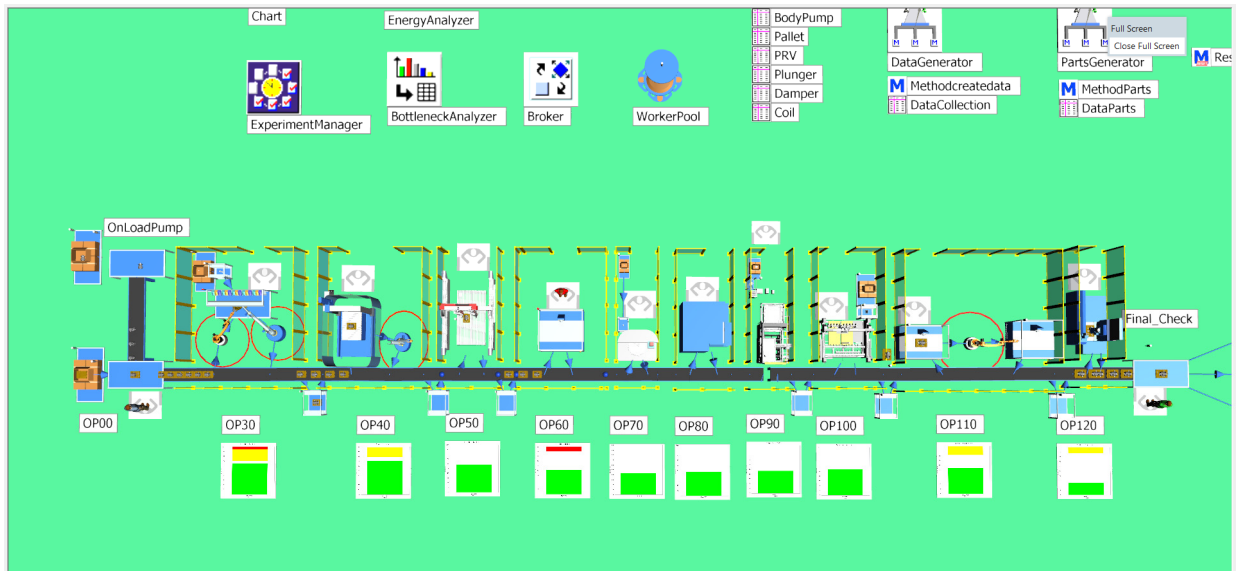 Chart
EnergyAnalyzer
BodyPump
Pallet
PRV
Plunger
Damper
Coil
DataGenerator
M Methodcreatedata
DataCollection
Full Screen
Close Full Screen
PartsGenerator
M MethodParts
DataParts
M Res
ExperimentManager
BottleneckAnalyzer
Broker
WorkerPool
OnLoadPump
Final_Check
OP00
OP30
OP40
OP50
OP60
OP70
OP80
OP90
OP100
OP110
OP120